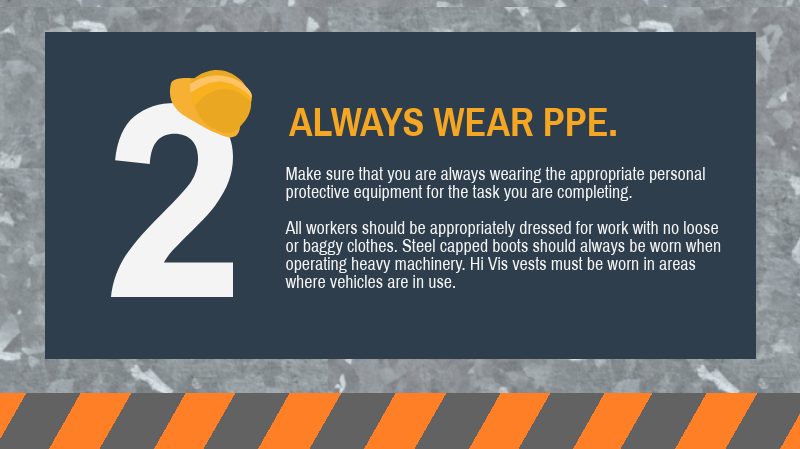 2
ALWAYS WEAR PPE.
Make sure that you are always wearing the appropriate personal
protective equipment for the task you are completing.
All workers should be appropriately dressed for work with no loose
or baggy clothes. Steel capped boots should always be worn when
operating heavy machinery. Hi Vis vests must be worn in areas
where vehicles are in use.